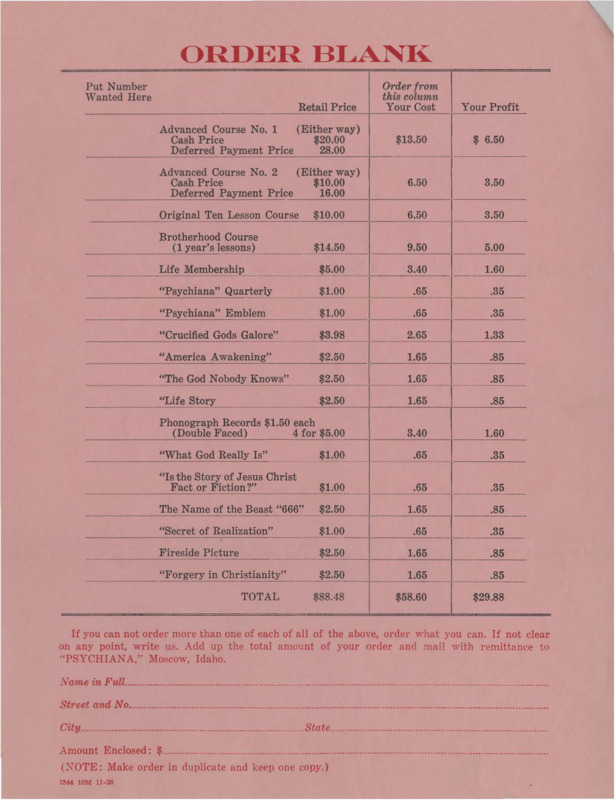 ORDER BLANK
Put Number
Wanted Here
Retail Price
Order from
this column
Your Cost
Your Profit
Advanced Course No. 1 (Either way)
Cash Price $20.00 $13.50 $ 6.50
Deferred Payment Price 28.00
Advanced Course No. 2 (Either way)
Cash Price $10.00 6.50 3.50
Deferred Payment Price 16.00
Original Ten Lesson Course $10.00 6.50 3.50
Brotherhood Course
(1 year's lessons) $14.50 9.50 5.00
Life Membership $5.00 3.40 1.60
"Psychiana" Quarterly $1.00 .65 .35
"Psychiana" Emblem $1.00 .65 .35
"Crucified Gods Galore" $3.98 2.65 1.33
"America Awakening" $2.50 1.65 .85
"The God Nobody Knows" $2.50 1.65 .85
"Life Story $2.50 1.65 .85
Phonograph Records $1.50 each
(Double Faced) 4 for $5.00 3.40 1.60
"What God Really Is" $1.00 .65 .35
"Is the Story of Jesus Christ
Fact or Fiction?" $1.00 .65 .35
The Name of the Beast "666" $2.50 1.65 .85
"Secret of Realization" $1.00 .65 .35
Fireside Picture $2.50 1.65 .85
"Forgery in Christianity" $2.50 1.65 .85
TOTAL $88.48 $58.60 $29.88
If you can not order more than one of each of all of the above, order what you can. If not clear
on any point, write us. Add up the total amount of your order and mail with remittance to
"PSYCHIANA," Moscow, Idaho.
Name in Full
Street and No.
City State
Amount Enclosed: $
(NOTE: Make order in duplicate and keep one copy.)
7544 10M 11-36